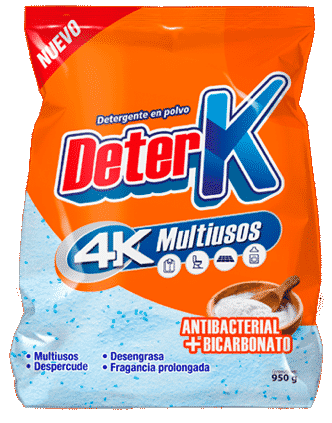 NUEVO
Detergente en polvo
DeterK
4K Multiusos
ANTIBACTERIAL
+BICARBONATO
• Multiusos • Desengrasa
• Despercude • Fragancia prolongada
950 g